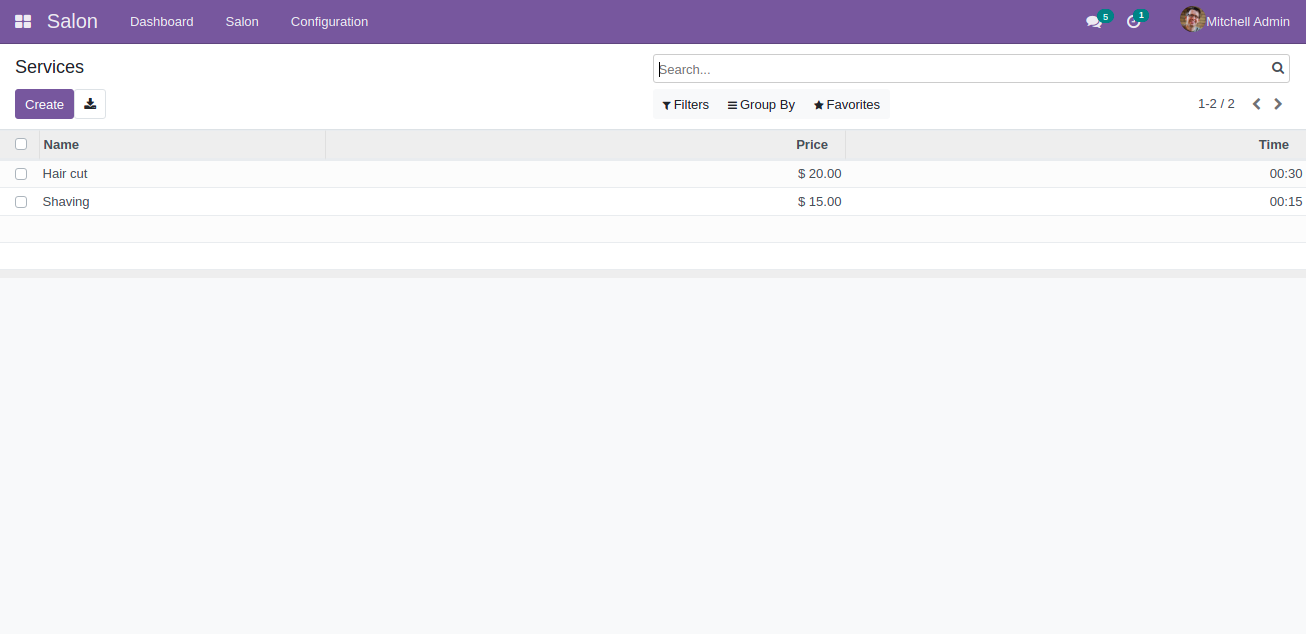 Salon Dashboard Salon Configuration 5 1 Mitchell Admin
Services
Search...
Create Filters Group By Favorites 1-2 / 2
Name Price Time
Hair cut $ 20.00 00:30
Shaving $ 15.00 00:15